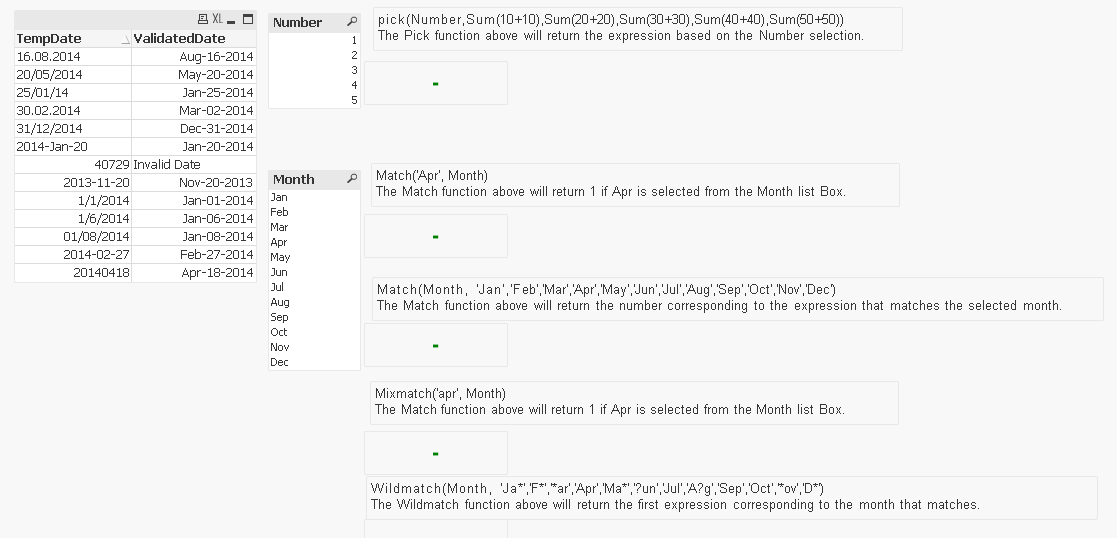 XL
TempDate ValidatedDate
16.08.2014 Aug-16-2014
20/05/2014 May-20-2014
25/01/14 Jan-25-2014
30.02.2014 Mar-02-2014
31/12/2014 Dec-31-2014
2014-Jan-20 Jan-20-2014
40729 Invalid Date
2013-11-20 Nov-20-2013
1/1/2014 Jan-01-2014
1/6/2014 Jan-06-2014
01/08/2014 Jan-08-2014
2014-02-27 Feb-27-2014
20140418 Apr-18-2014
Number
1
2
3
4
5
pick(Number,Sum(10+10),Sum(20+20),Sum(30+30),Sum(40+40),Sum(50+50))
The Pick function above will return the expression based on the Number selection.
-
Month
Jan
Feb
Mar
Apr
May
Jun
Jul
Aug
Sep
Oct
Nov
Dec
Match('Apr', Month)
The Match function above will return 1 if Apr is selected from the Month list Box.
-
Match(Month, 'Jan','Feb','Mar','Apr','May','Jun','Jul','Aug','Sep','Oct','Nov','Dec')
The Match function above will return the number corresponding to the expression that matches the selected month.
-
Mixmatch('apr', Month)
The Match function above will return 1 if Apr is selected from the Month list Box.
-
Wildmatch(Month, 'Ja*','F*','*ar','Apr','Ma*','?un','Jul','A?g','Sep','Oct','*ov','D*')
The Wildmatch function above will return the first expression corresponding to the month that matches.